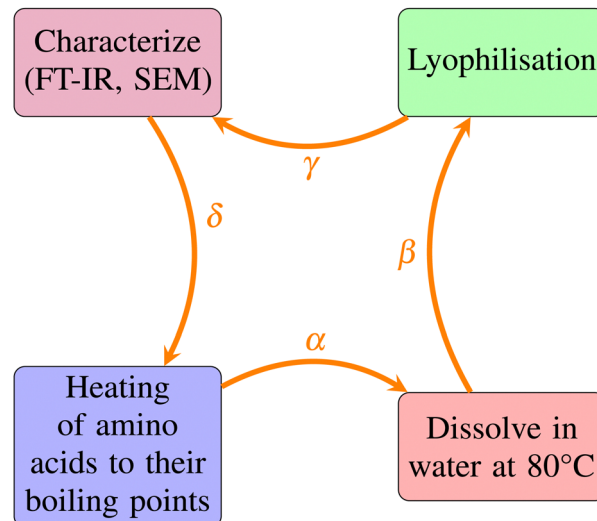 Characterize
(FT-IR, SEM)
Lyophilisation
γ
δ
β
α
Heating
of amino
acids to their
boiling points
Dissolve in
water at 80°C